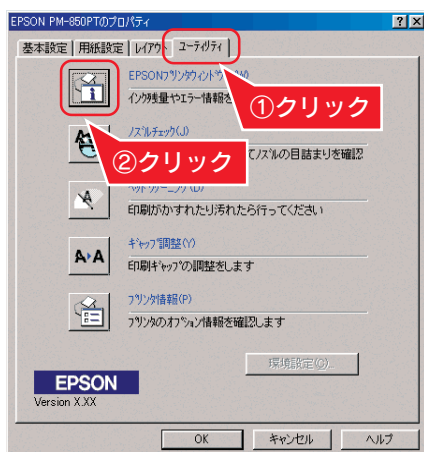 EPSON PM-850PTのプロパティ
基本設定 用紙設定 レイアウト ユーティリティ
EPSONプリンタウィンドウ
インク残量やエラー情報を
①クリック
ノズルチェック(J)
てノズルの目詰まりを確認
②クリック
印刷がかすれたり汚れたら行ってください
ギャップ調整(Y)
印刷ギャップの調整をします
プリンタ情報(P)
プリンタのオプション情報を確認します
環境設定(G)...
EPSON
Version X.XX
OK キャンセル ヘルプ